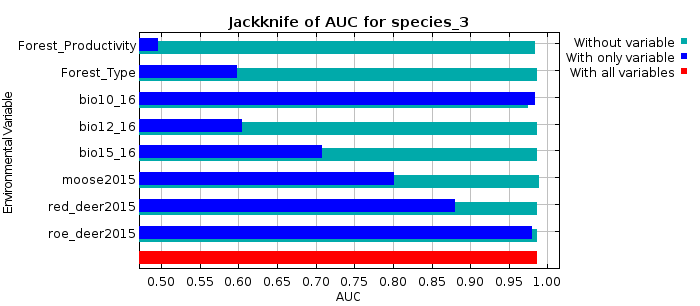 Jackknife of AUC for species_3
Environmental Variable
Forest_Productivity
Forest_Type
bio10_16
bio12_16
bio15_16
moose2015
red_deer2015
roe_deer2015
0.50 0.55 0.60 0.65 0.70 0.75 0.80 0.85 0.90 0.95 1.00
AUC
Without variable
With only variable
With all variables